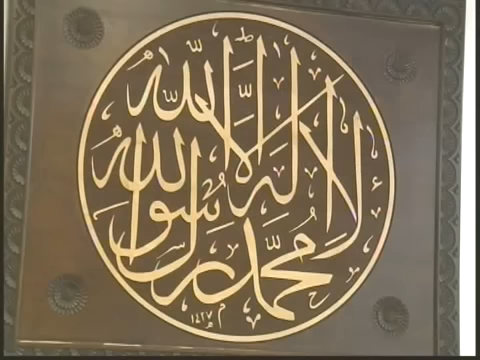 لا إله إلا الله
محمد رسول الله
١٤٢٧